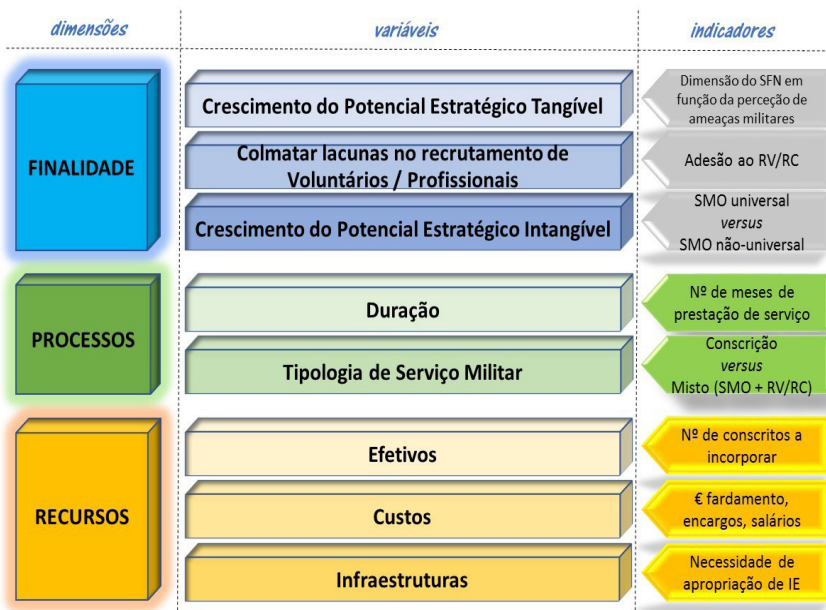 dimensões
variáveis
indicadores
FINALIDADE
Crescimento do Potencial Estratégico Tangível
Dimensão do SFN em
função da perceção de
ameaças militares
Colmatar lacunas no recrutamento de
Voluntários / Profissionais
Adesão ao RV/RC
Crescimento do Potencial Estratégico Intangível
SMO universal
versus
SMO não-universal
PROCESSOS
Duração
Nº de meses de
prestação de serviço
Tipologia de Serviço Militar
Conscrição
versus
Misto (SMO + RV/RC)
RECURSOS
Efetivos
Nº de conscritos a
incorporar
Custos
€ fardamento,
encargos, salários
Infraestruturas
Necessidade de
apropriação de IE